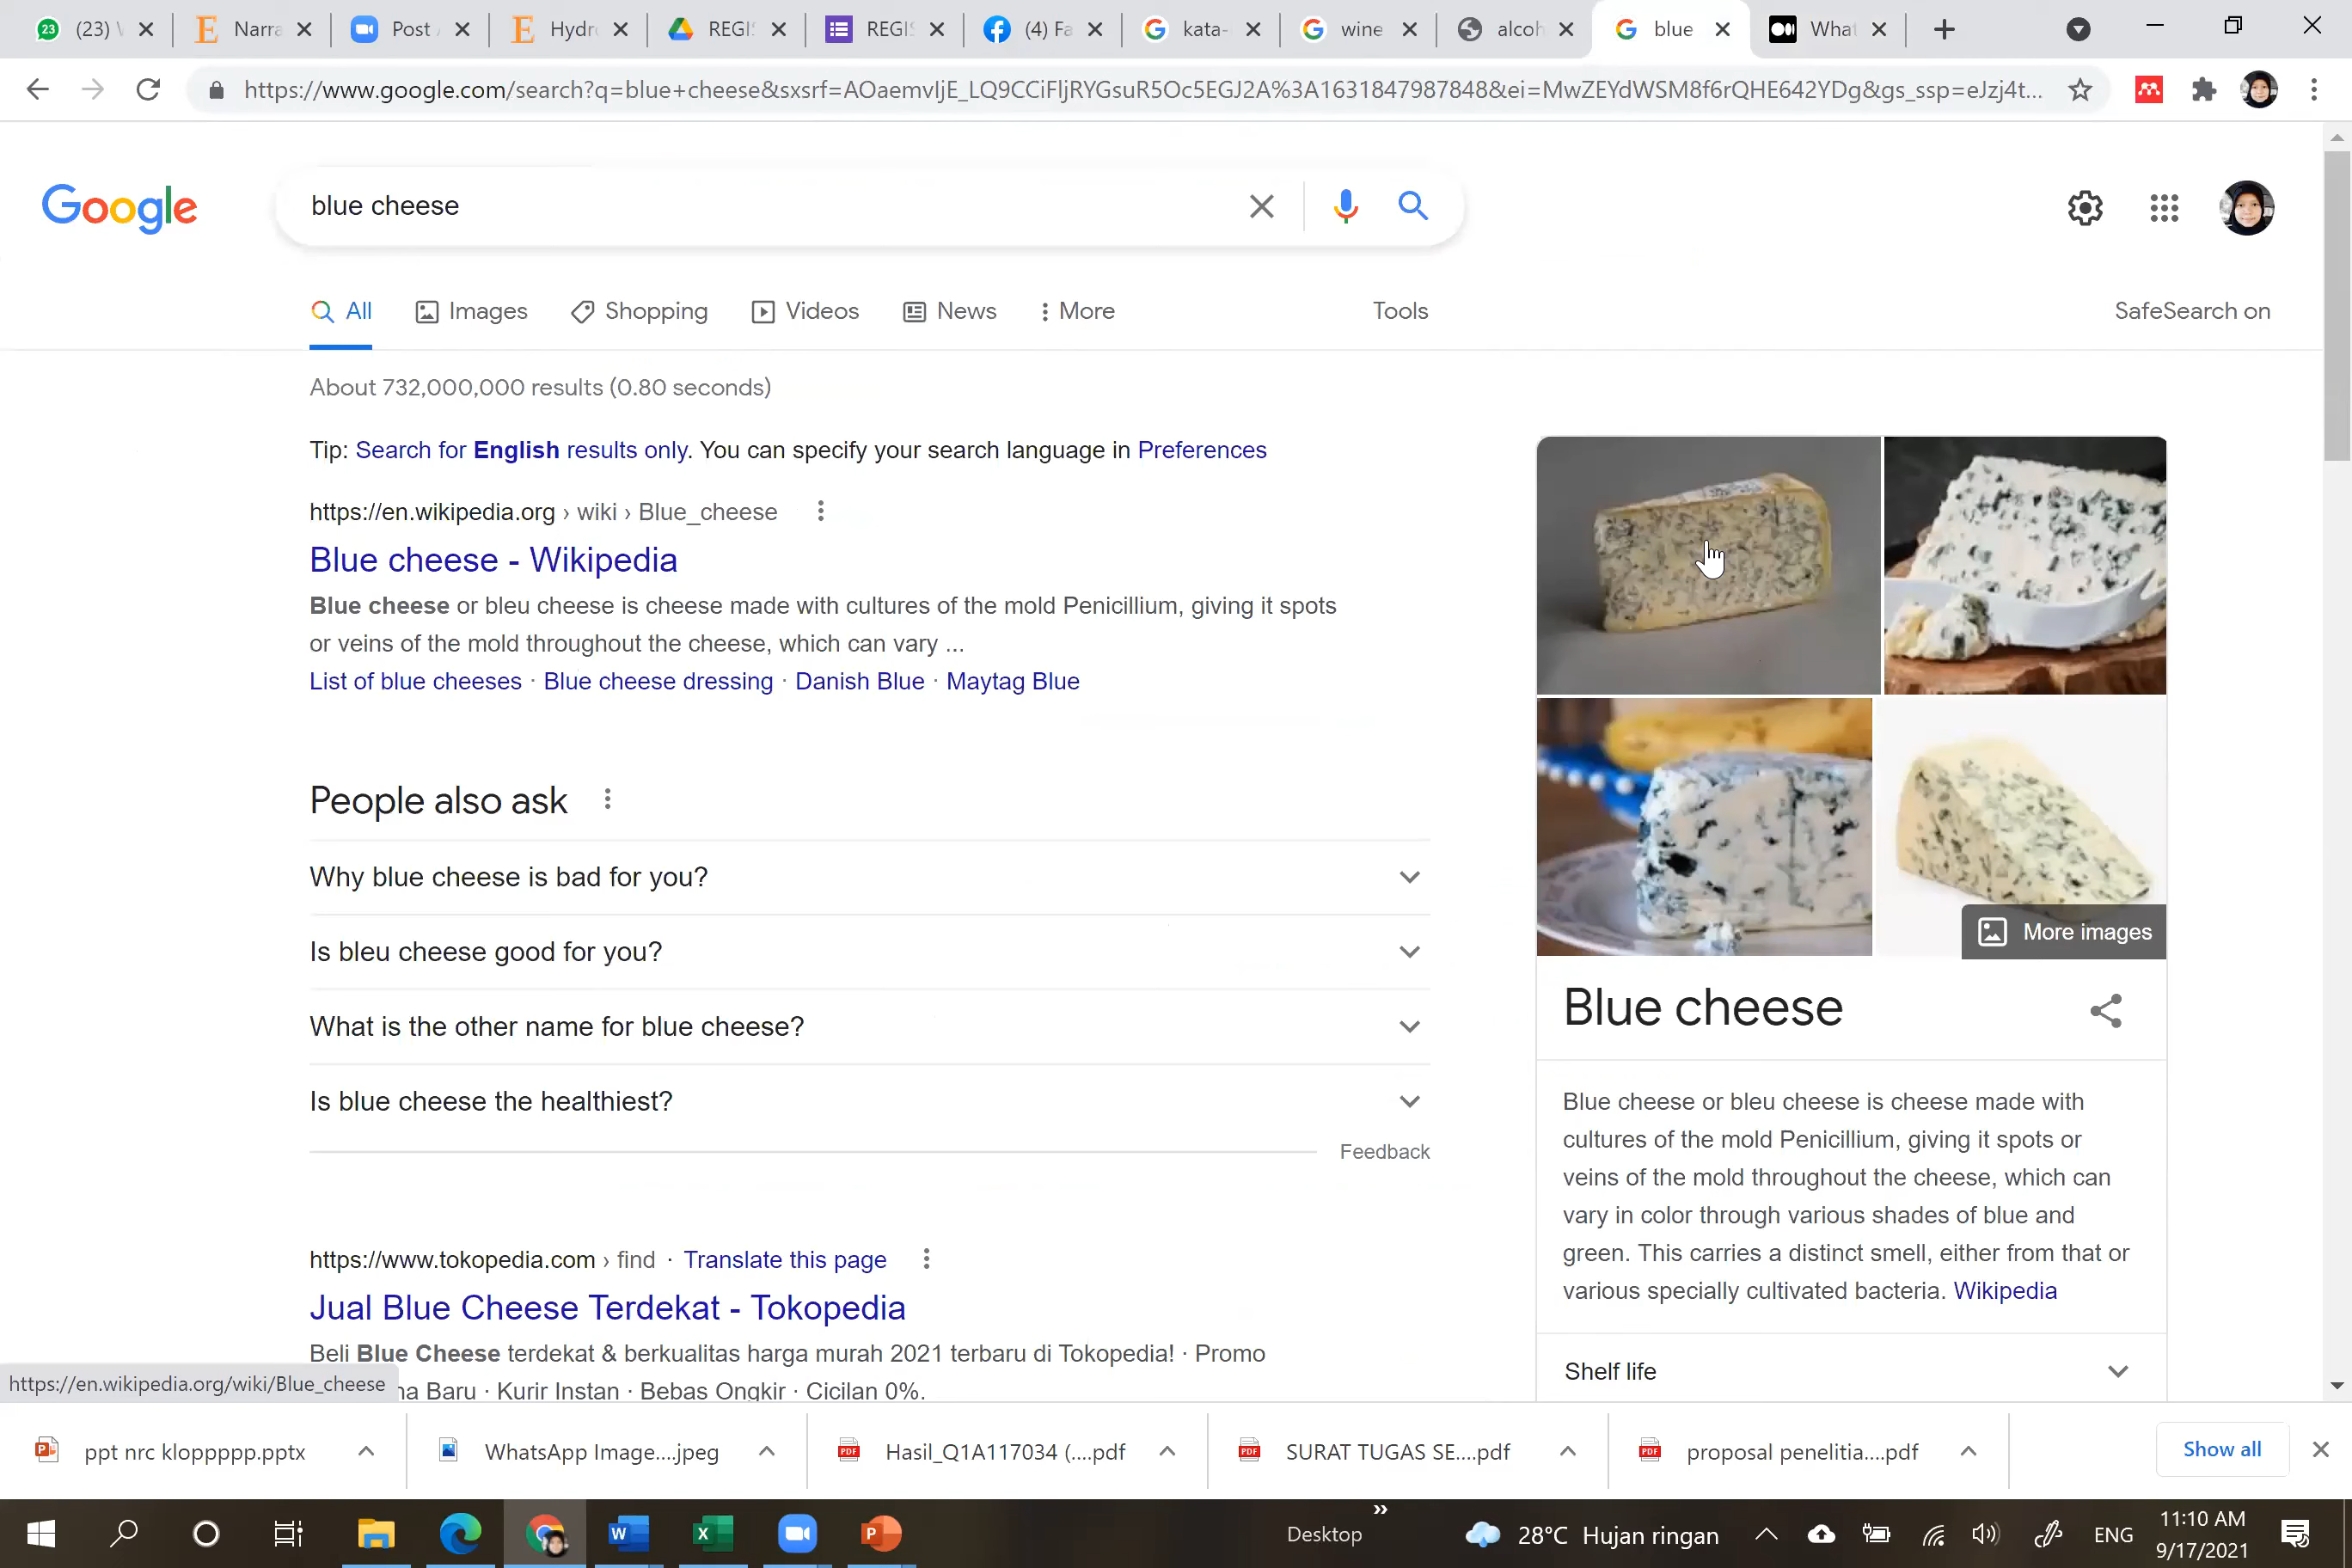 (23) Narra Post Hydr REGIS REGIS (4) Fa kata- wine alcoh blue What
https://www.google.com/search?q=blue+cheese&sxsrf=AOaemvIjE_LQ9CCiFljRYGsuR5Oc5EGJ2A%3A1631847987848&ei=MwZEYdWSM8f6rQHE642YDg&gs_ssp=eJzj4t...
Google
blue cheese
All Images Shopping Videos News More Tools SafeSearch on
About 732,000,000 results (0.80 seconds)
Tip: Search for English results only. You can specify your search language in Preferences
https://en.wikipedia.org › wiki › Blue_cheese
Blue cheese - Wikipedia
Blue cheese or bleu cheese is cheese made with cultures of the mold Penicillium, giving it spots
or veins of the mold throughout the cheese, which can vary ...
List of blue cheeses · Blue cheese dressing · Danish Blue · Maytag Blue
People also ask
Why blue cheese is bad for you?
Is bleu cheese good for you?
What is the other name for blue cheese?
Is blue cheese the healthiest?
Feedback
https://www.tokopedia.com › find · Translate this page
Jual Blue Cheese Terdekat - Tokopedia
Beli Blue Cheese terdekat & berkualitas harga murah 2021 terbaru di Tokopedia! · Promo
Baru · Kurir Instan · Bebas Ongkir · Cicilan 0%.
More images
Blue cheese
Blue cheese or bleu cheese is cheese made with
cultures of the mold Penicillium, giving it spots or
veins of the mold throughout the cheese, which can
vary in color through various shades of blue and
green. This carries a distinct smell, either from that or
various specially cultivated bacteria. Wikipedia
Shelf life
https://en.wikipedia.org/wiki/Blue_cheese
ppt nrc kloppppp.pptx WhatsApp Image....jpeg Hasil_Q1A117034 (....pdf SURAT TUGAS SE....pdf proposal penelitia....pdf Show all
Desktop 28°C Hujan ringan ENG 11:10 AM
9/17/2021